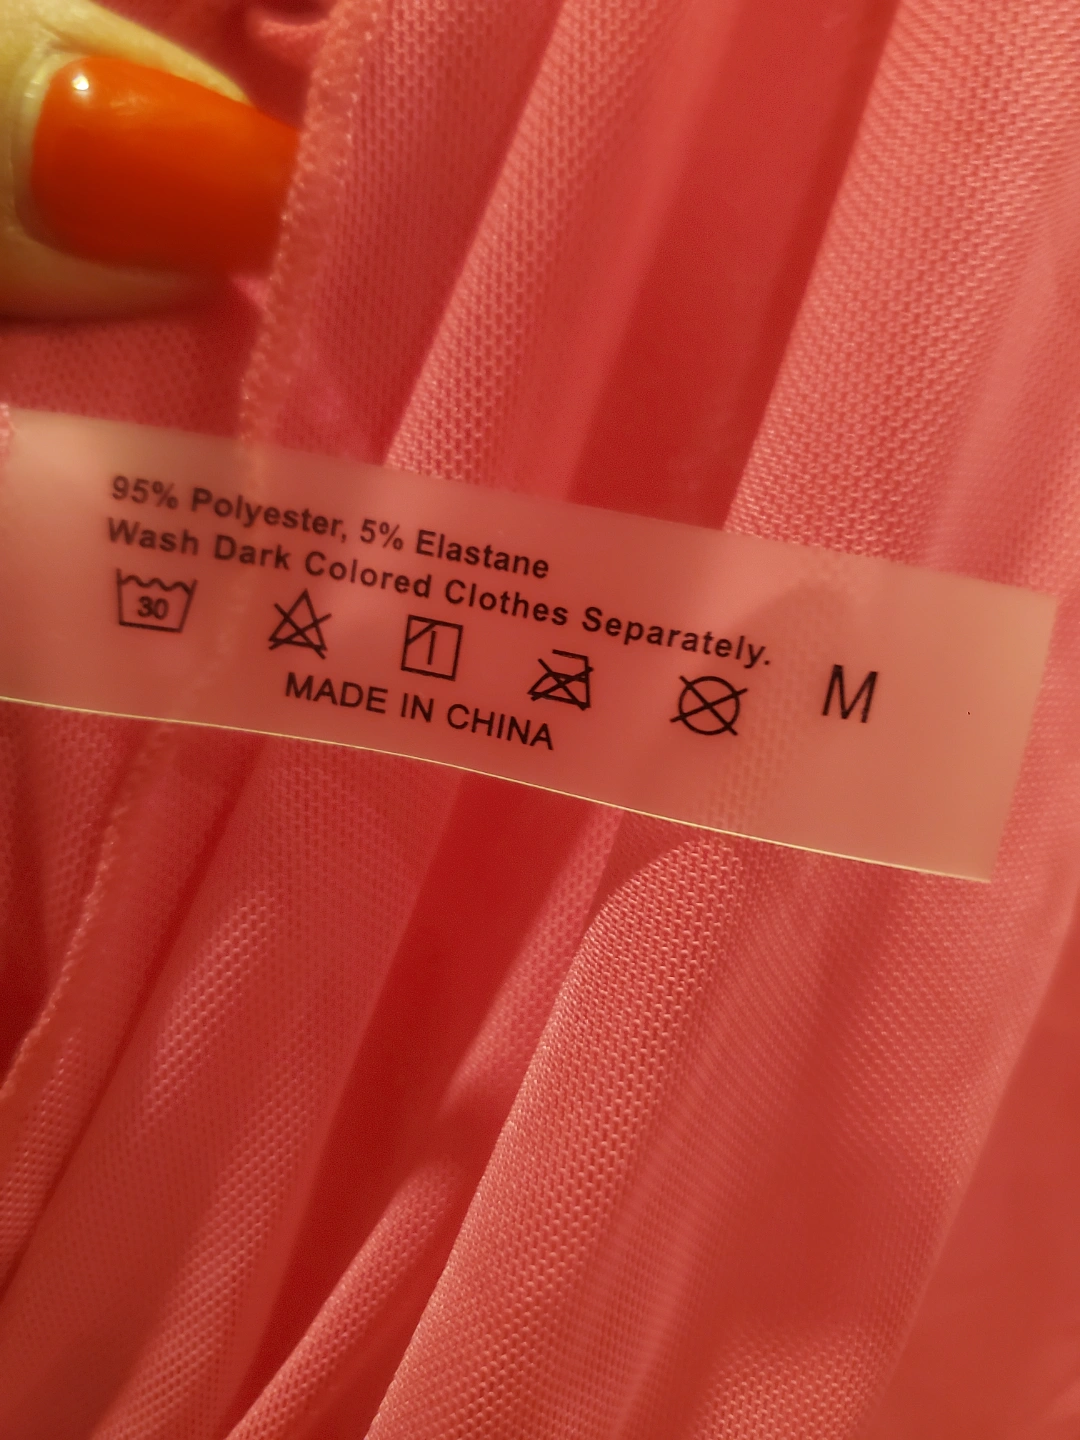 95% Polyester, 5% Elastane
Wash Dark Colored Clothes Separately.
30
M
MADE IN CHINA